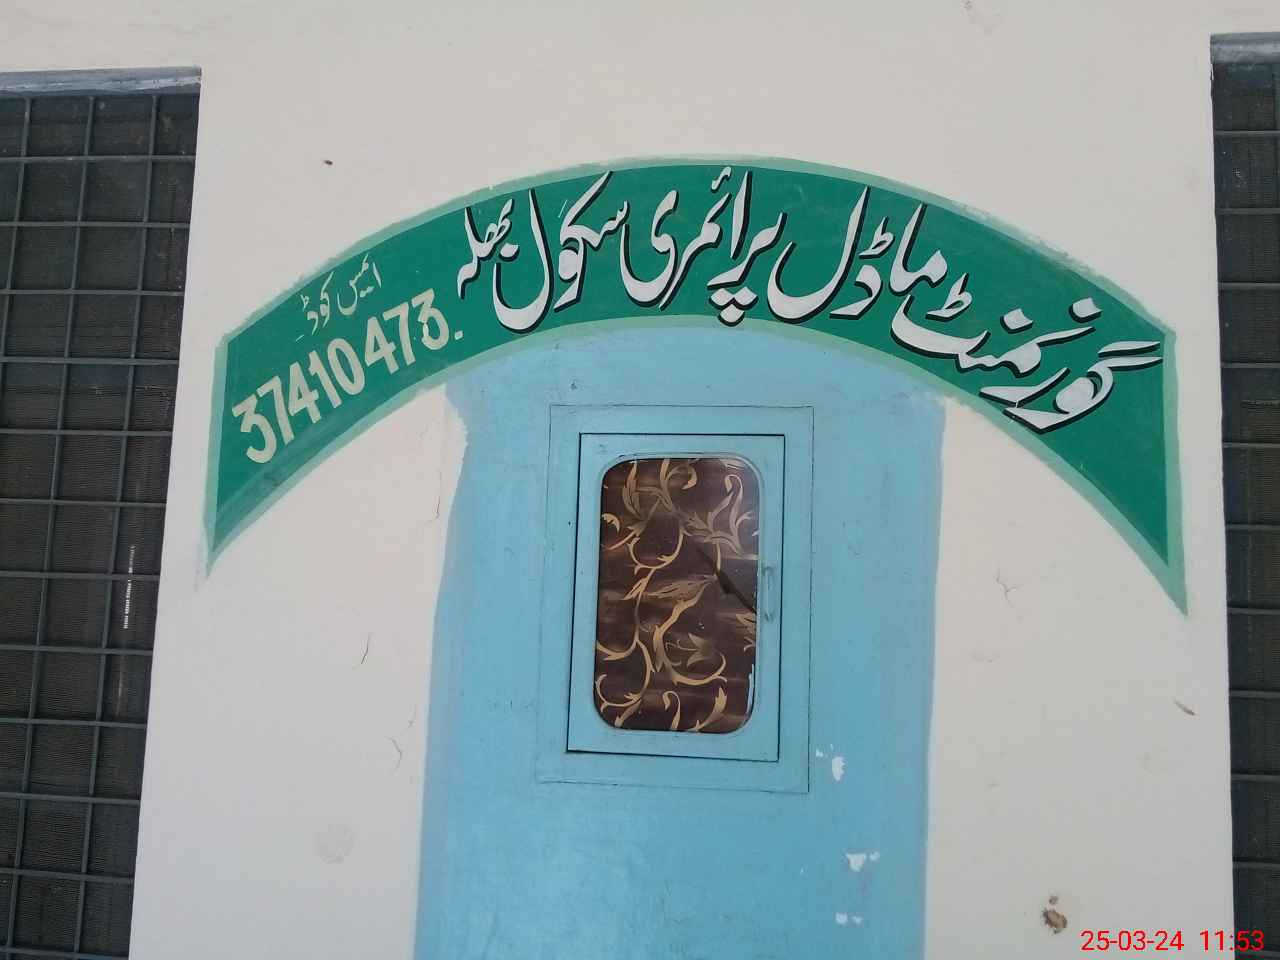 گورنمنٹ ماڈل پرائمری سکول بھلہ
ایمس کوڈ
37410473.
25-03-24 11:53